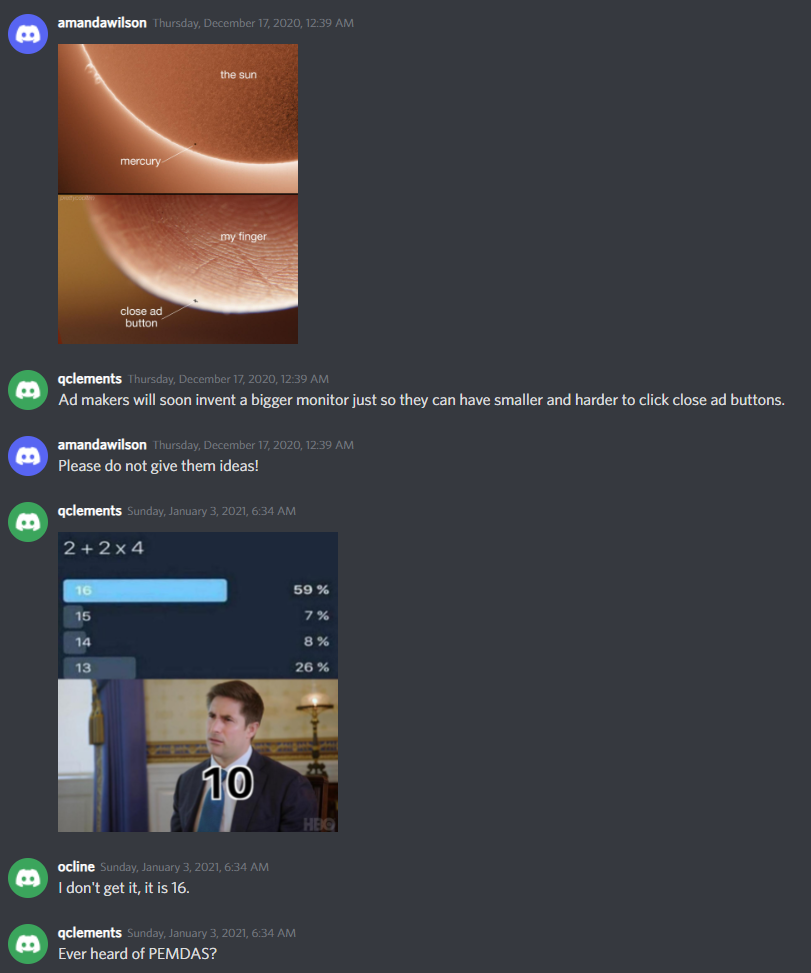 amandawilson Thursday, December 17, 2020, 12:39 AM
the sun
mercury
my finger
close ad
button
qclements Thursday, December 17, 2020, 12:39 AM
Ad makers will soon invent a bigger monitor just so they can have smaller and harder to click close ad buttons.
amandawilson Thursday, December 17, 2020, 12:39 AM
Please do not give them ideas!
qclements Sunday, January 3, 2021, 6:34 AM
2 + 2 x 4
16 59 %
15 7 %
14 8 %
13 26 %
10
HBO
ocline Sunday, January 3, 2021, 6:34 AM
I don't get it, it is 16.
qclements Sunday, January 3, 2021, 6:34 AM
Ever heard of PEMDAS?